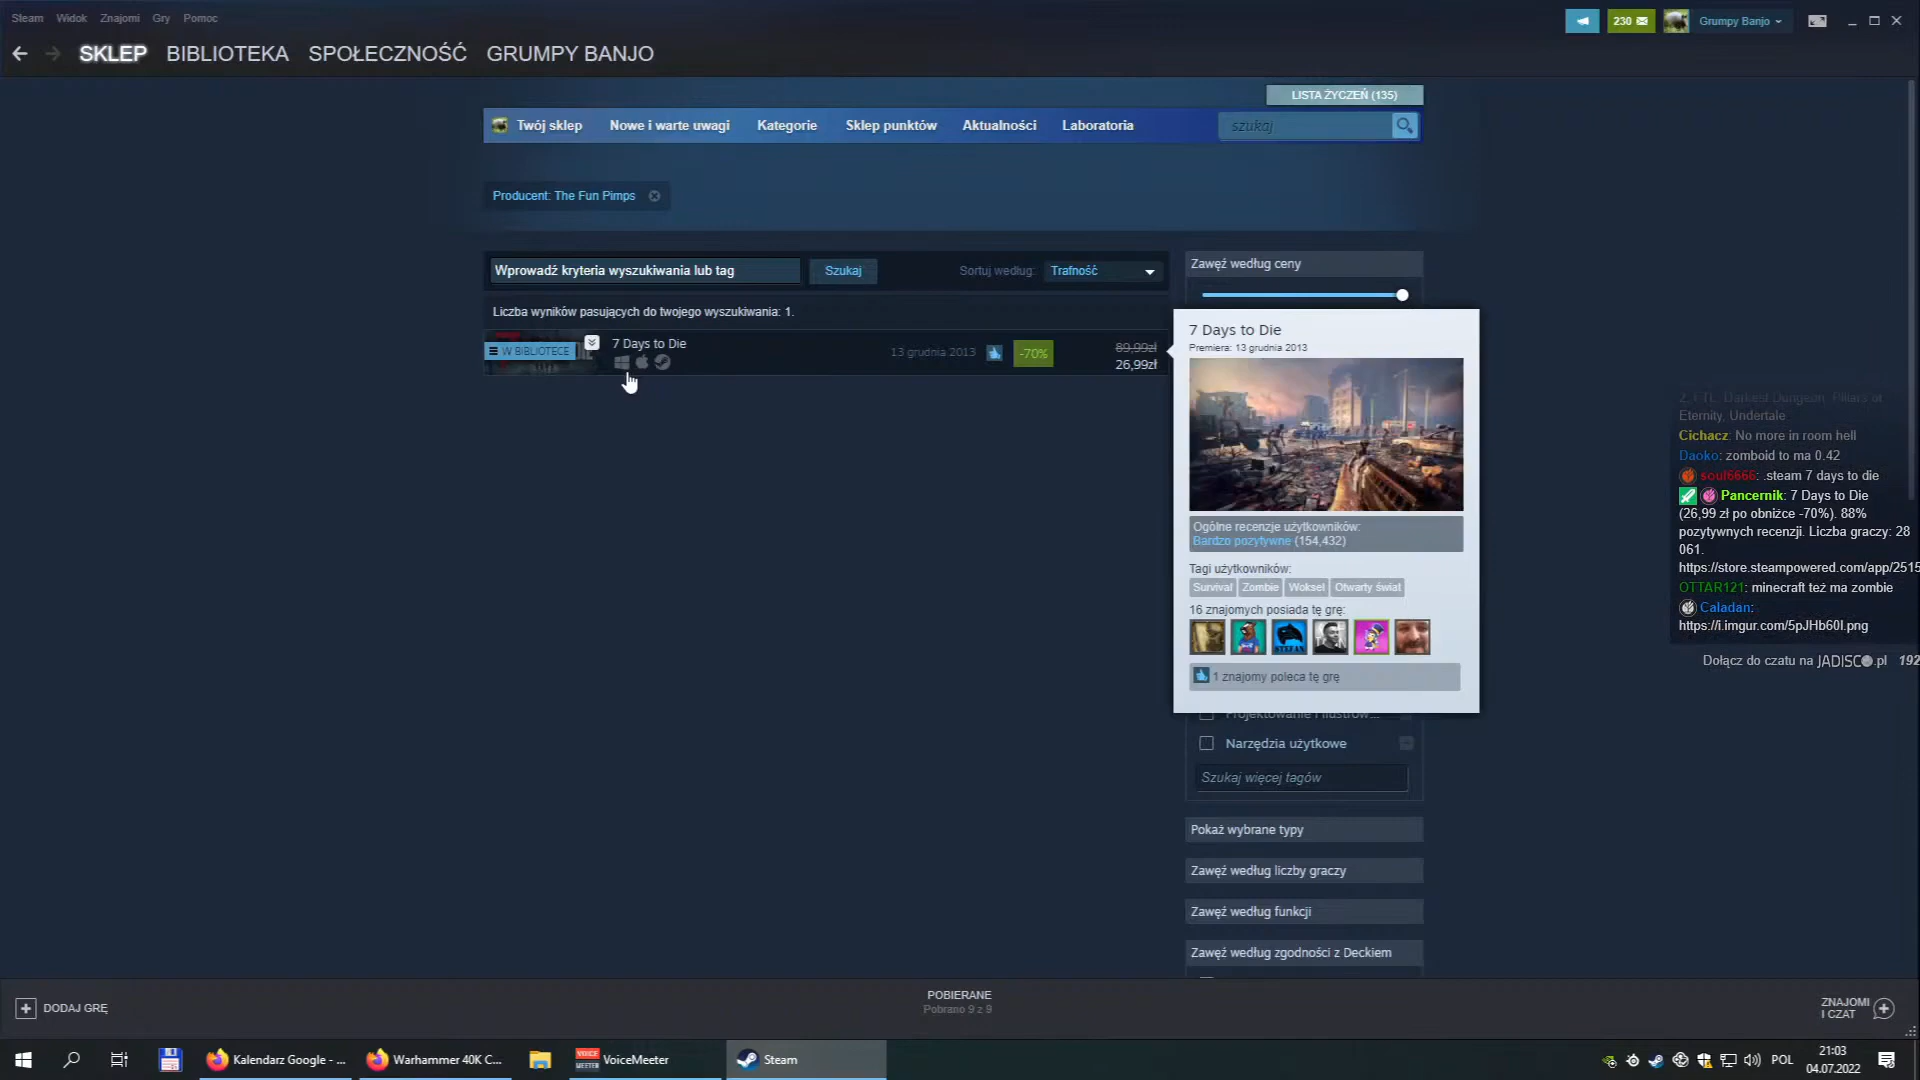 Steam Widok Znajomi Gry Pomoc
230
Grumpy Banjo
SKLEP BIBLIOTEKA SPOŁECZNOŚĆ GRUMPY BANJO
LISTA ŻYCZEŃ (135)
Twój sklep Nowe i warte uwagi Kategorie Sklep punktów Aktualności Laboratoria szukaj
Producent: The Fun Pimps
Wprowadź kryteria wyszukiwania lub tag Szukaj Sortuj według: Trafność
Zawęź według ceny
Liczba wyników pasujących do twojego wyszukiwania: 1.
W BIBLIOTECE
7 Days to Die
13 grudnia 2013
-70%
89,99zł
26,99zł
7 Days to Die
Premiera: 13 grudnia 2013
Ogólne recenzje użytkowników:
Bardzo pozytywne (154,432)
Tagi użytkowników:
Survival Zombie Woksel Otwarty świat
16 znajomych posiada tę grę:
STEFAN
1 znajomy poleca tę grę
Narzędzia użytkowe
Szukaj więcej tagów
Pokaż wybrane typy
Zawęź według liczby graczy
Zawęź według funkcji
Zawęź według zgodności z Deckiem
2, FTL, Darkest Dungeon, Pillars of
Eternity, Undertale
Cichacz: No more in room hell
Daoko: zomboid to ma 0.42
soul6666: .steam 7 days to die
Pancernik: 7 Days to Die
(26,99 zł po obniżce -70%). 88%
pozytywnych recenzji. Liczba graczy: 28
061.
https://store.steampowered.com/app/2515
OTTAR121: minecraft też ma zombie
Caladan:
https://i.imgur.com/5pJHb60I.png
Dołącz do czatu na JADISCO.pl 192
DODAJ GRĘ
POBIERANE
Pobrano 9 z 9
ZNAJOMI
I CZAT
Kalendarz Google - ...
Warhammer 40K C...
VOICE
MEETER
VoiceMeeter
Steam
POL
21:03
04.07.2022